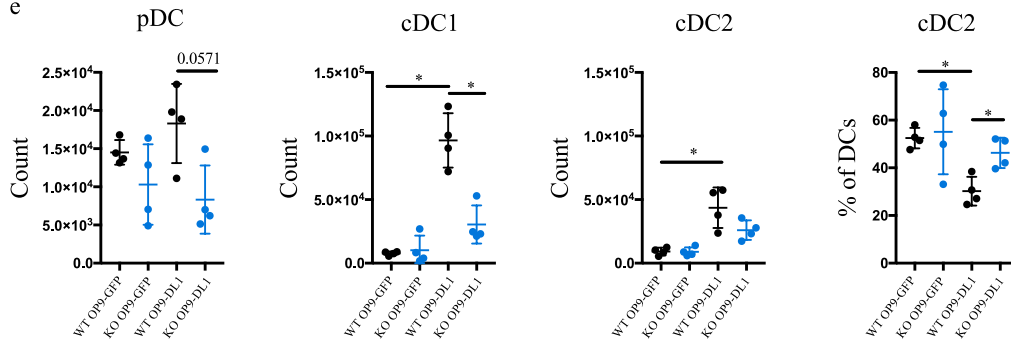 e
pDC
cDC1
cDC2
cDC2
0.0571
2.5×10⁴
2.0×10⁴
1.5×10⁴
1.0×10⁴
5.0×10³
0.0
Count
WT OP9-GFP
KO OP9-GFP
WT OP9-DL1
KO OP9-DL1
*
*
1.5×10⁵
1.0×10⁵
5.0×10⁴
0.0
Count
WT OP9-GFP
KO OP9-GFP
WT OP9-DL1
KO OP9-DL1
*
1.5×10⁵
1.0×10⁵
5.0×10⁴
0.0
Count
WT OP9-GFP
KO OP9-GFP
WT OP9-DL1
KO OP9-DL1
*
*
80
60
40
20
0
% of DCs
WT OP9-GFP
KO OP9-GFP
WT OP9-DL1
KO OP9-DL1